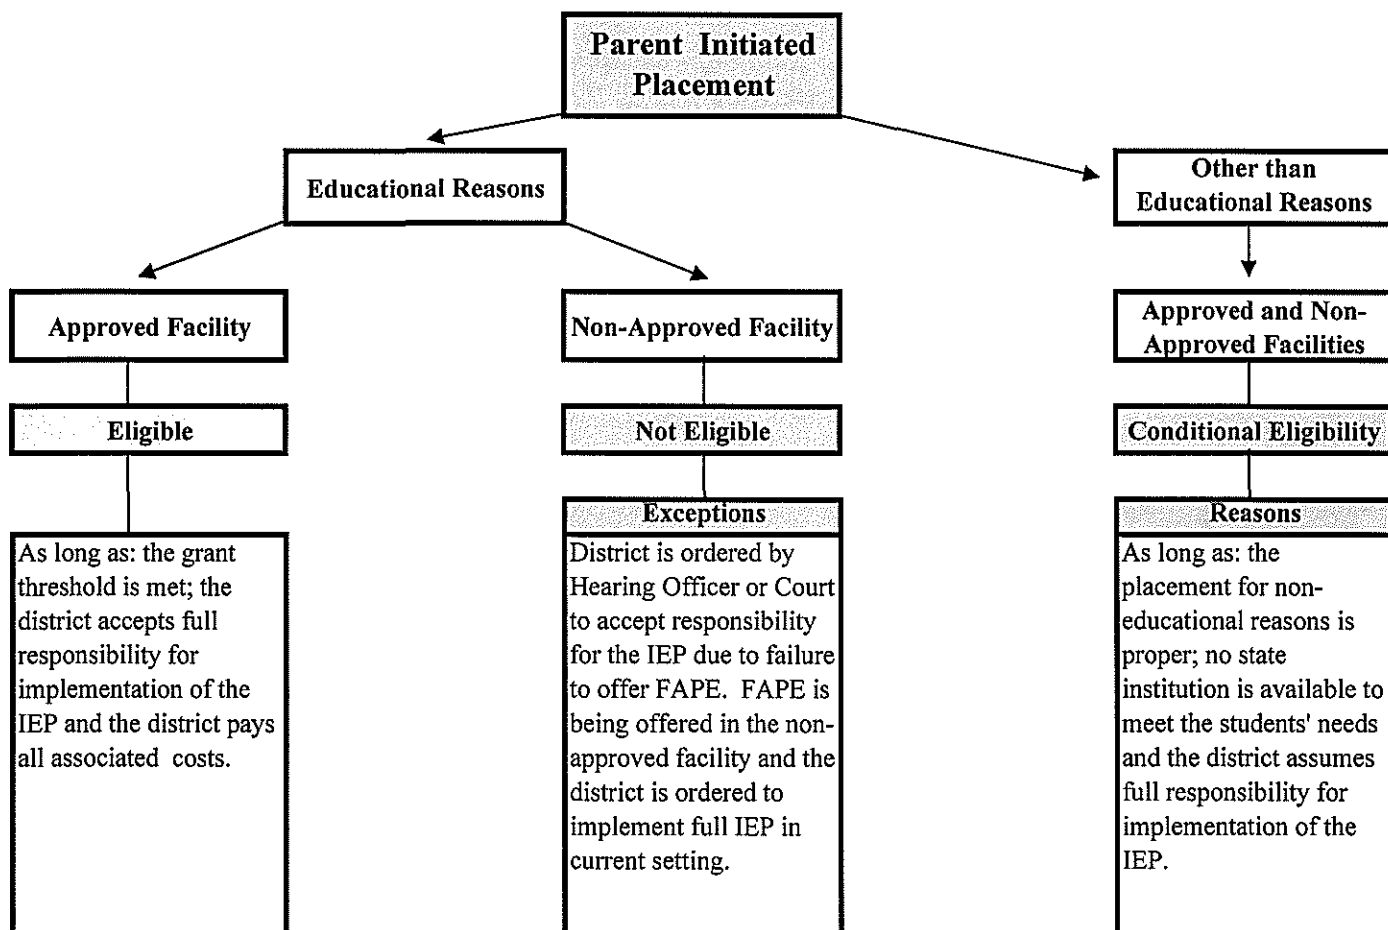 Parent Initiated
Placement
Educational Reasons
Other than
Educational Reasons
Approved Facility
Non-Approved Facility
Approved and Non-
Approved Facilities
Eligible
Not Eligible
Conditional Eligibility
As long as: the grant
threshold is met; the
district accepts full
responsibility for
implementation of the
IEP and the district pays
all associated costs.
Exceptions
District is ordered by
Hearing Officer or Court
to accept responsibility
for the IEP due to failure
to offer FAPE. FAPE is
being offered in the non-
approved facility and the
district is ordered to
implement full IEP in
current setting.
Reasons
As long as: the
placement for non-
educational reasons is
proper; no state
institution is available to
meet the students' needs
and the district assumes
full responsibility for
implementation of the
IEP.